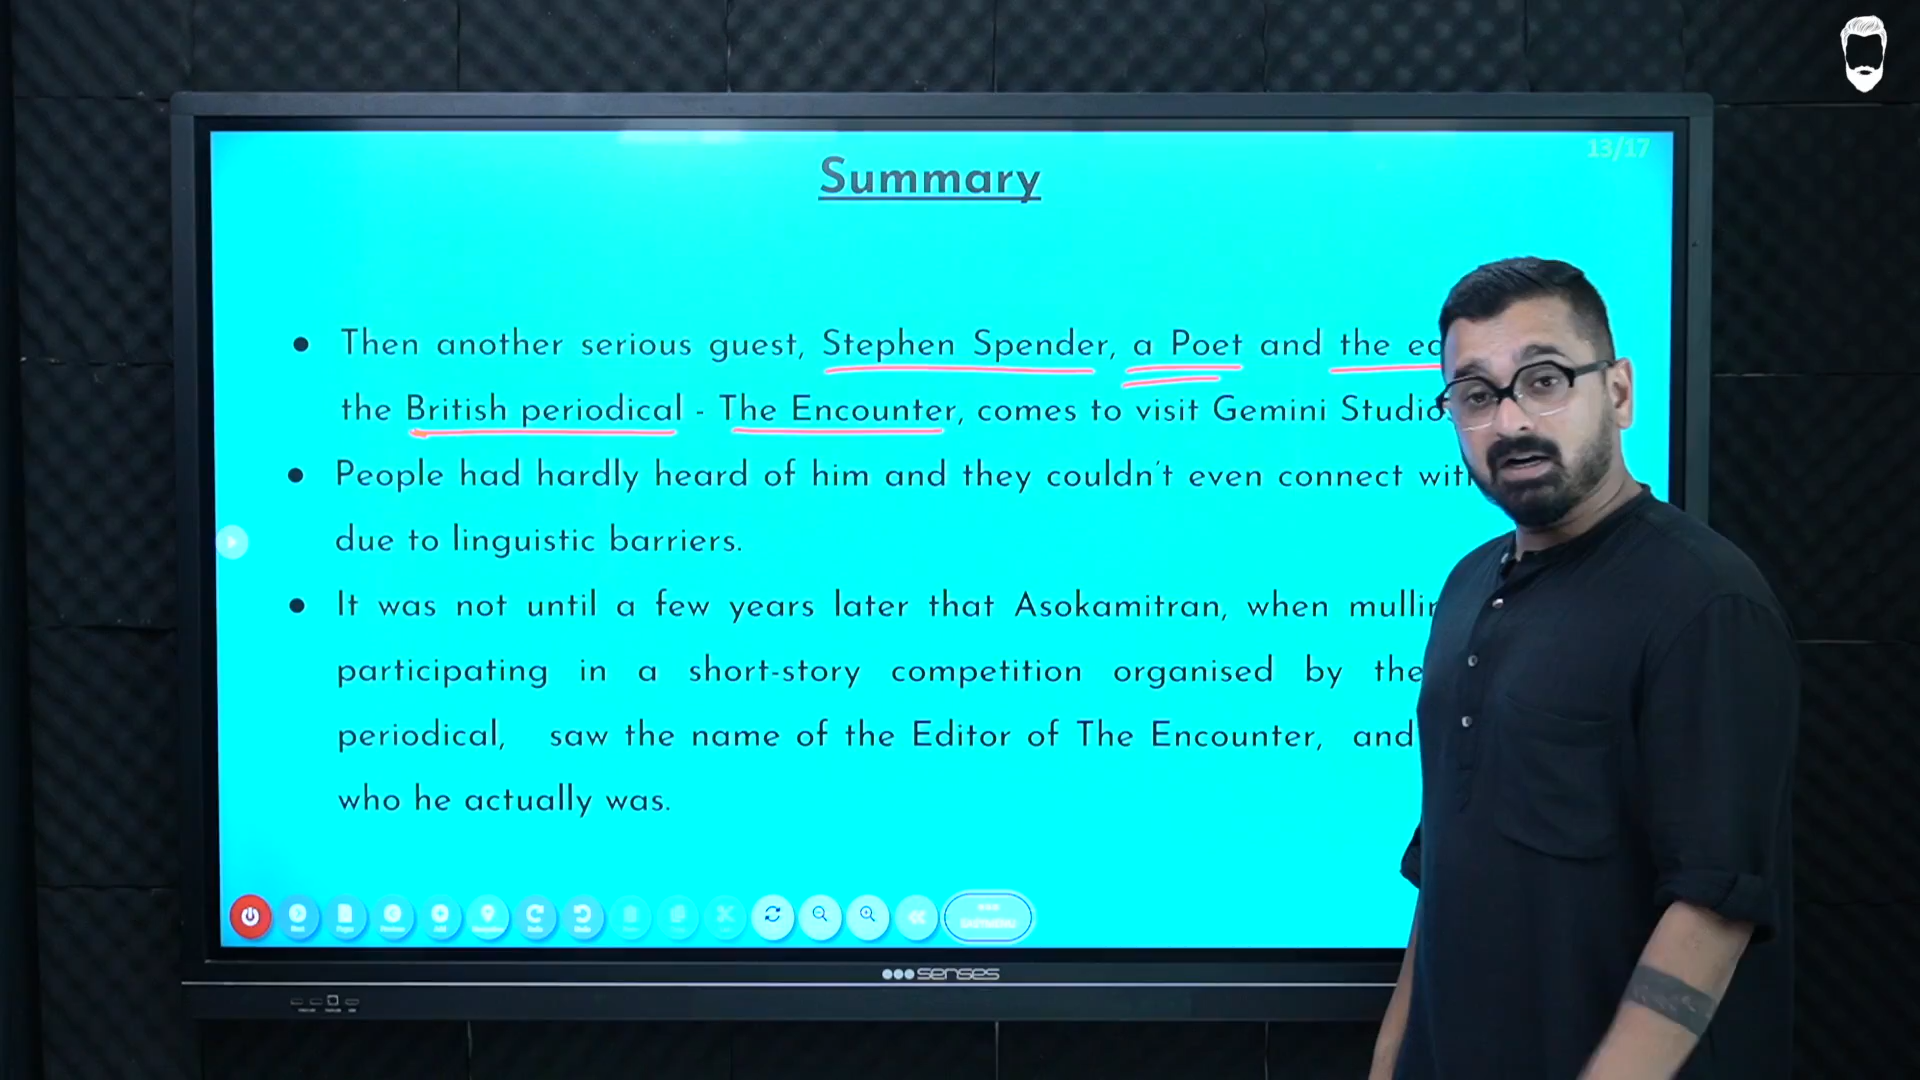 13/17
Summary
● Then another serious guest, Stephen Spender, a Poet and the
the British periodical - The Encounter, comes to visit Gemini Studio
● People had hardly heard of him and they couldn't even connect
due to linguistic barriers.
● It was not until a few years later that Asokamitran, when
participating in a short-story competition organised by the
periodical, saw the name of the Editor of The Encounter, and
who he actually was.
senses